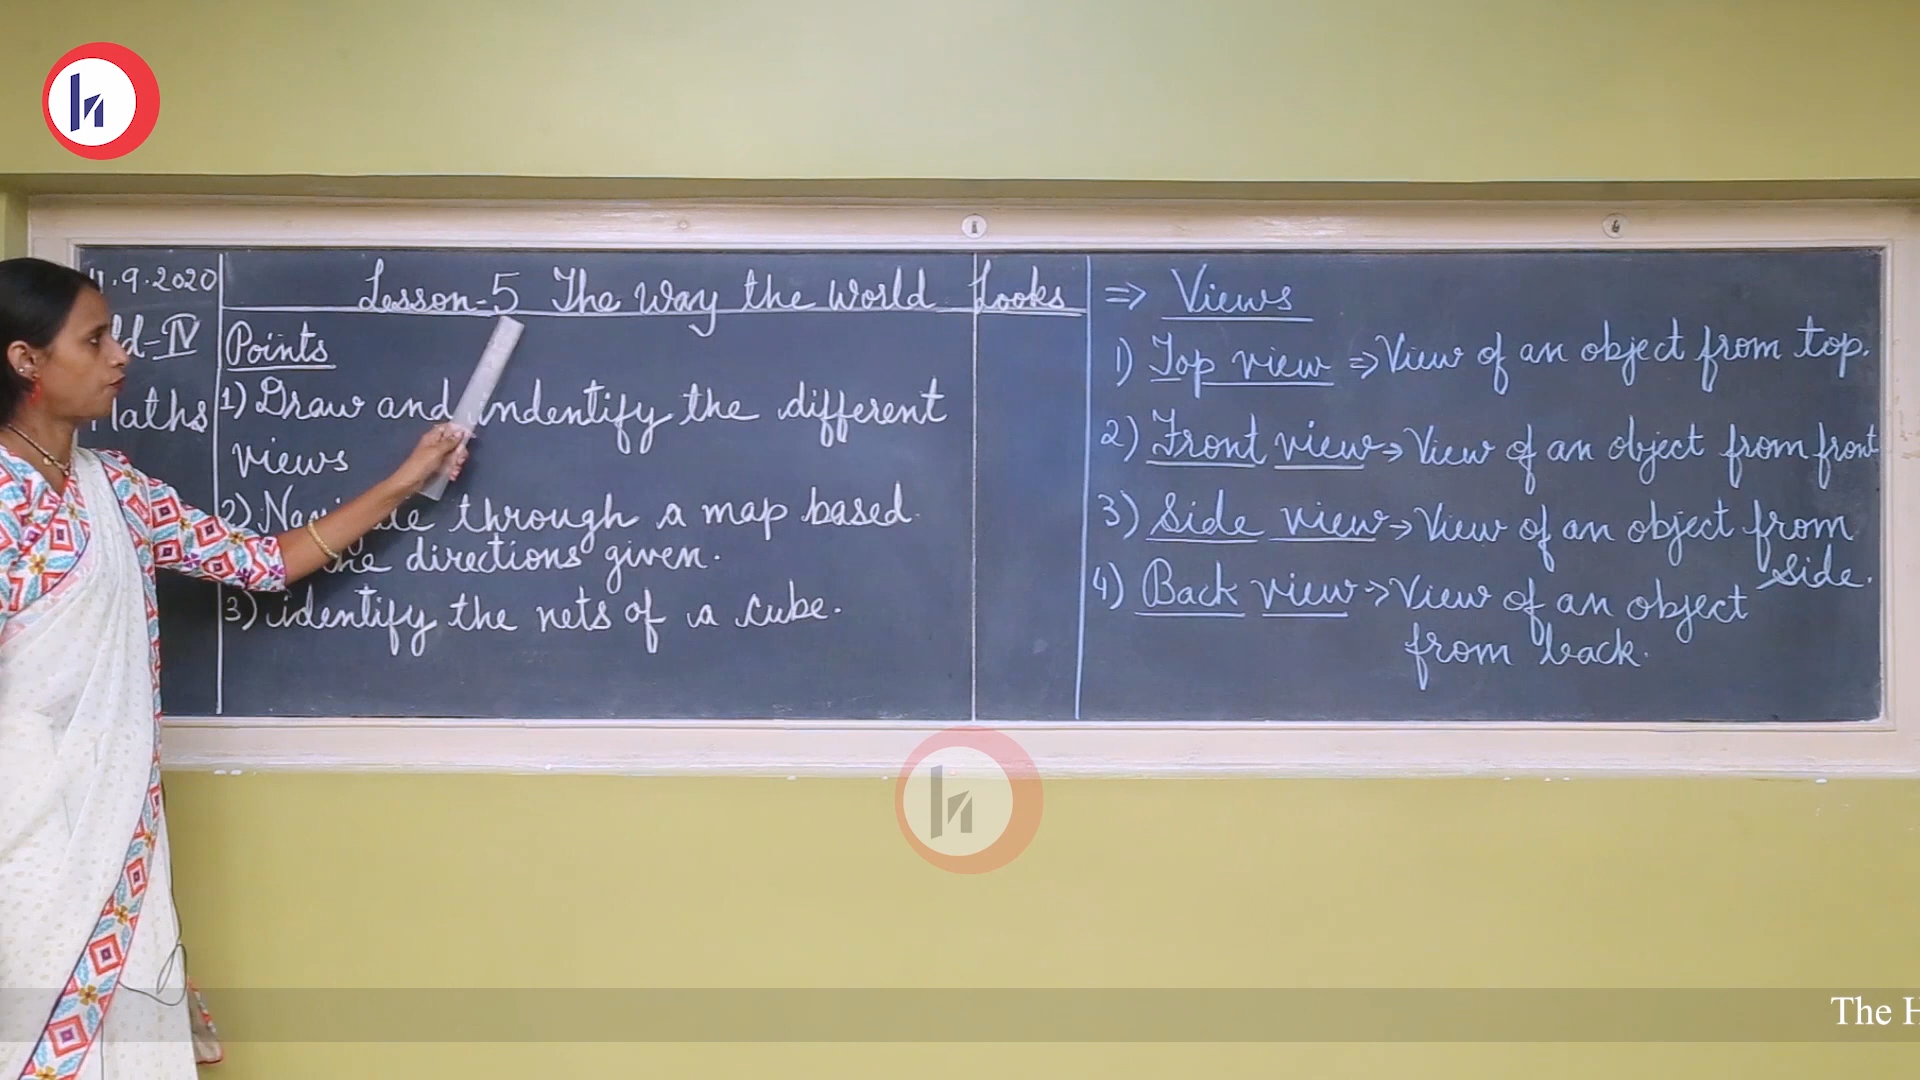 .9.2020
d-IV
Maths
Lesson-5 The Way the World Looks
Points
1) Draw and indentify the different
views
2) Navigate through a map based
the directions given.
3) identify the nets of a cube.
⇒ Views
1) Top view ⇒ View of an object from top.
2) Front view → View of an object from front
3) Side view → View of an object from
side.
4) Back view → View of an object
from back.
The H